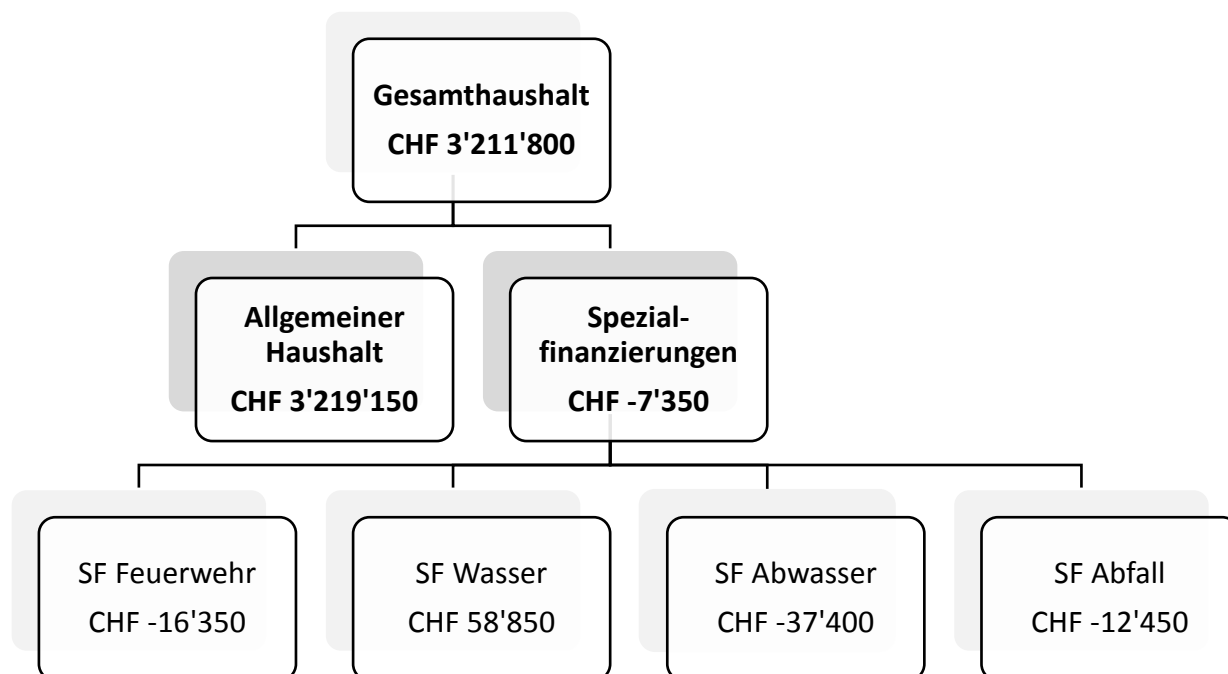 Gesamthaushalt
CHF 3'211'800
Allgemeiner
Haushalt
CHF 3'219'150
Spezial-
finanzierungen
CHF -7'350
SF Feuerwehr
CHF -16'350
SF Wasser
CHF 58'850
SF Abwasser
CHF -37'400
SF Abfall
CHF -12'450